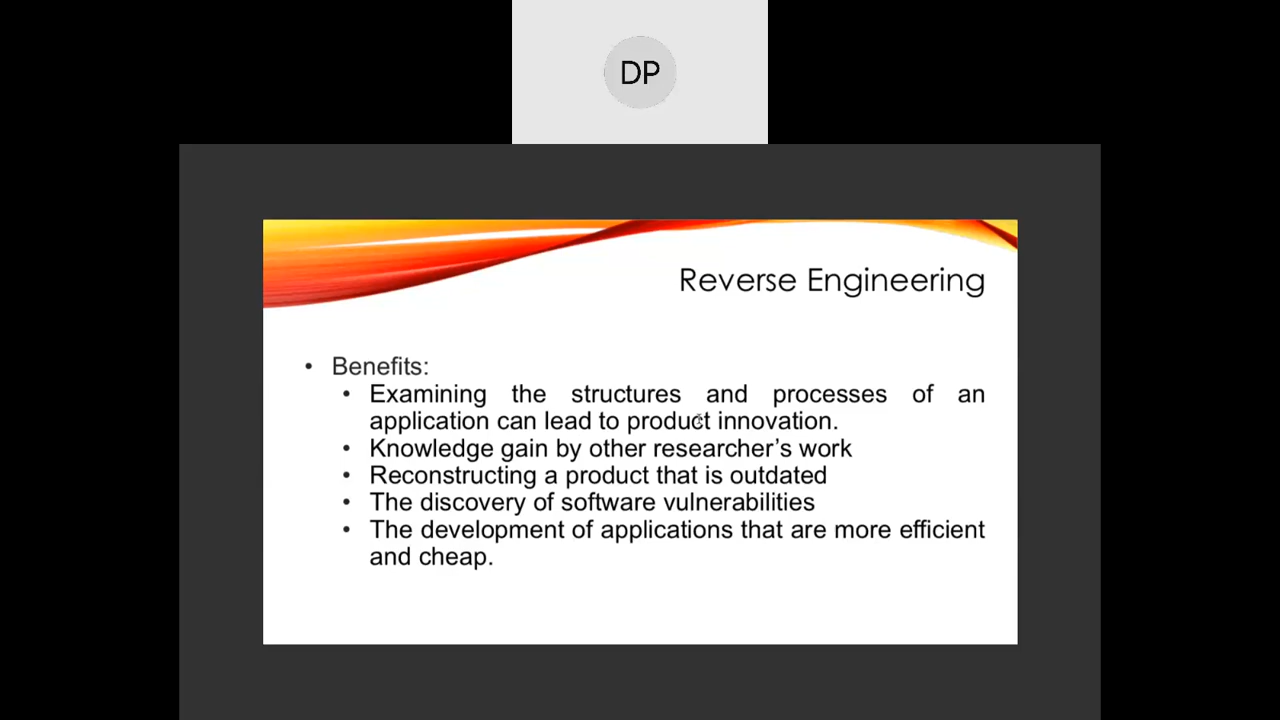 DP
Reverse Engineering
• Benefits:
• Examining the structures and processes of an
application can lead to product innovation.
• Knowledge gain by other researcher’s work
• Reconstructing a product that is outdated
• The discovery of software vulnerabilities
• The development of applications that are more efficient
and cheap.